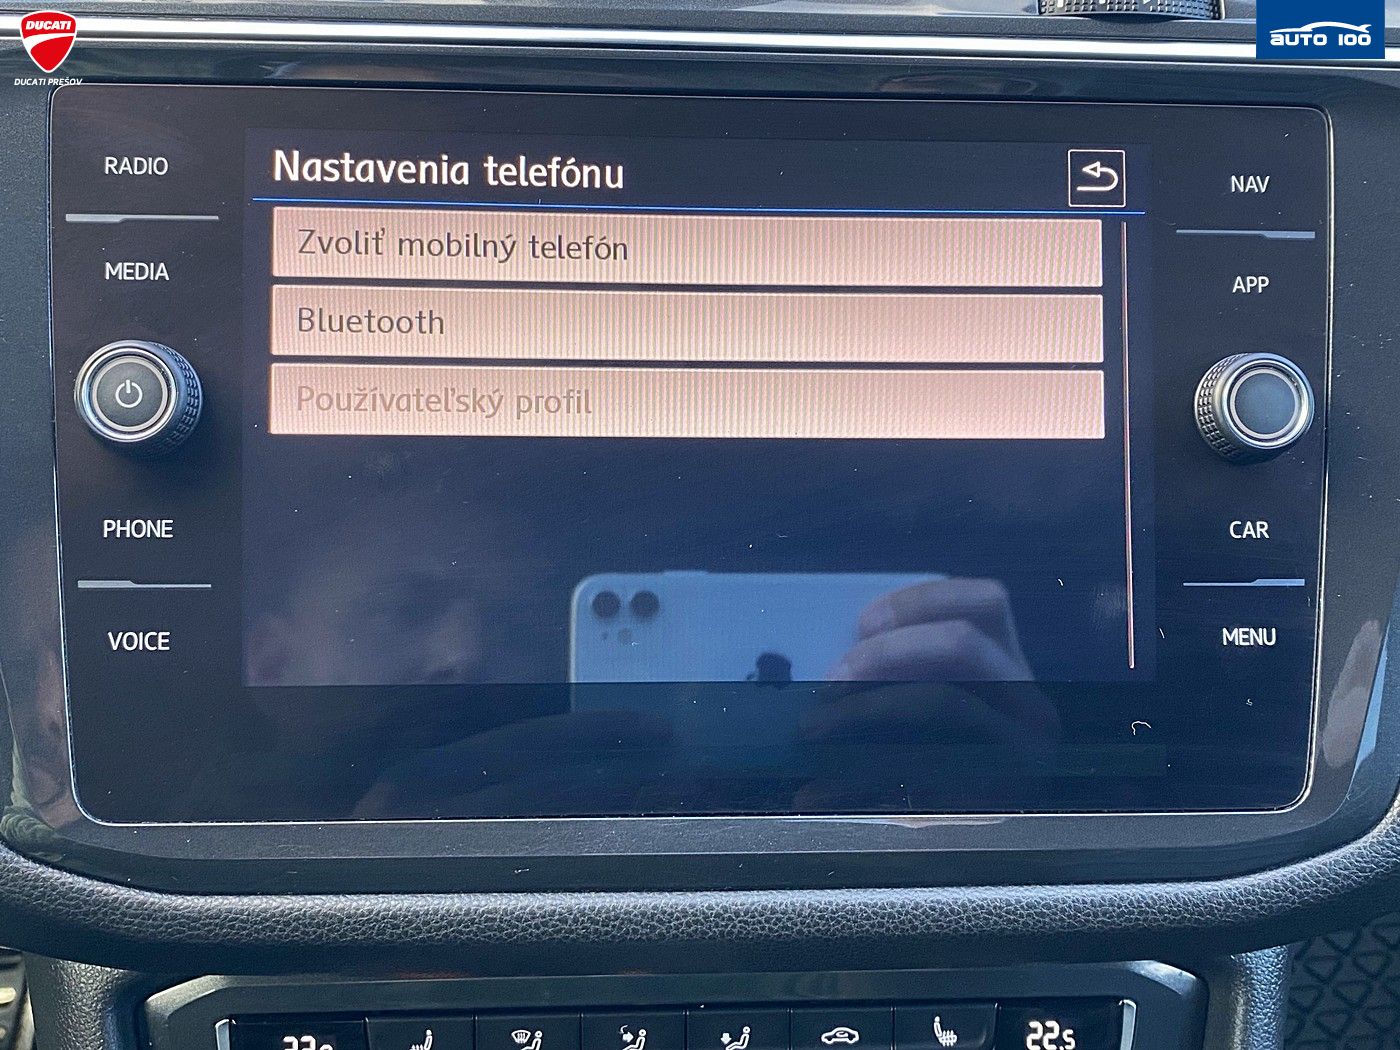 DUCATI
DUCATI PREŠOV
AUTO 100
RADIO
MEDIA
PHONE
VOICE
Nastavenia telefónu
Zvoliť mobilný telefón
Bluetooth
Používateľský profil
NAV
APP
CAR
MENU
22.5